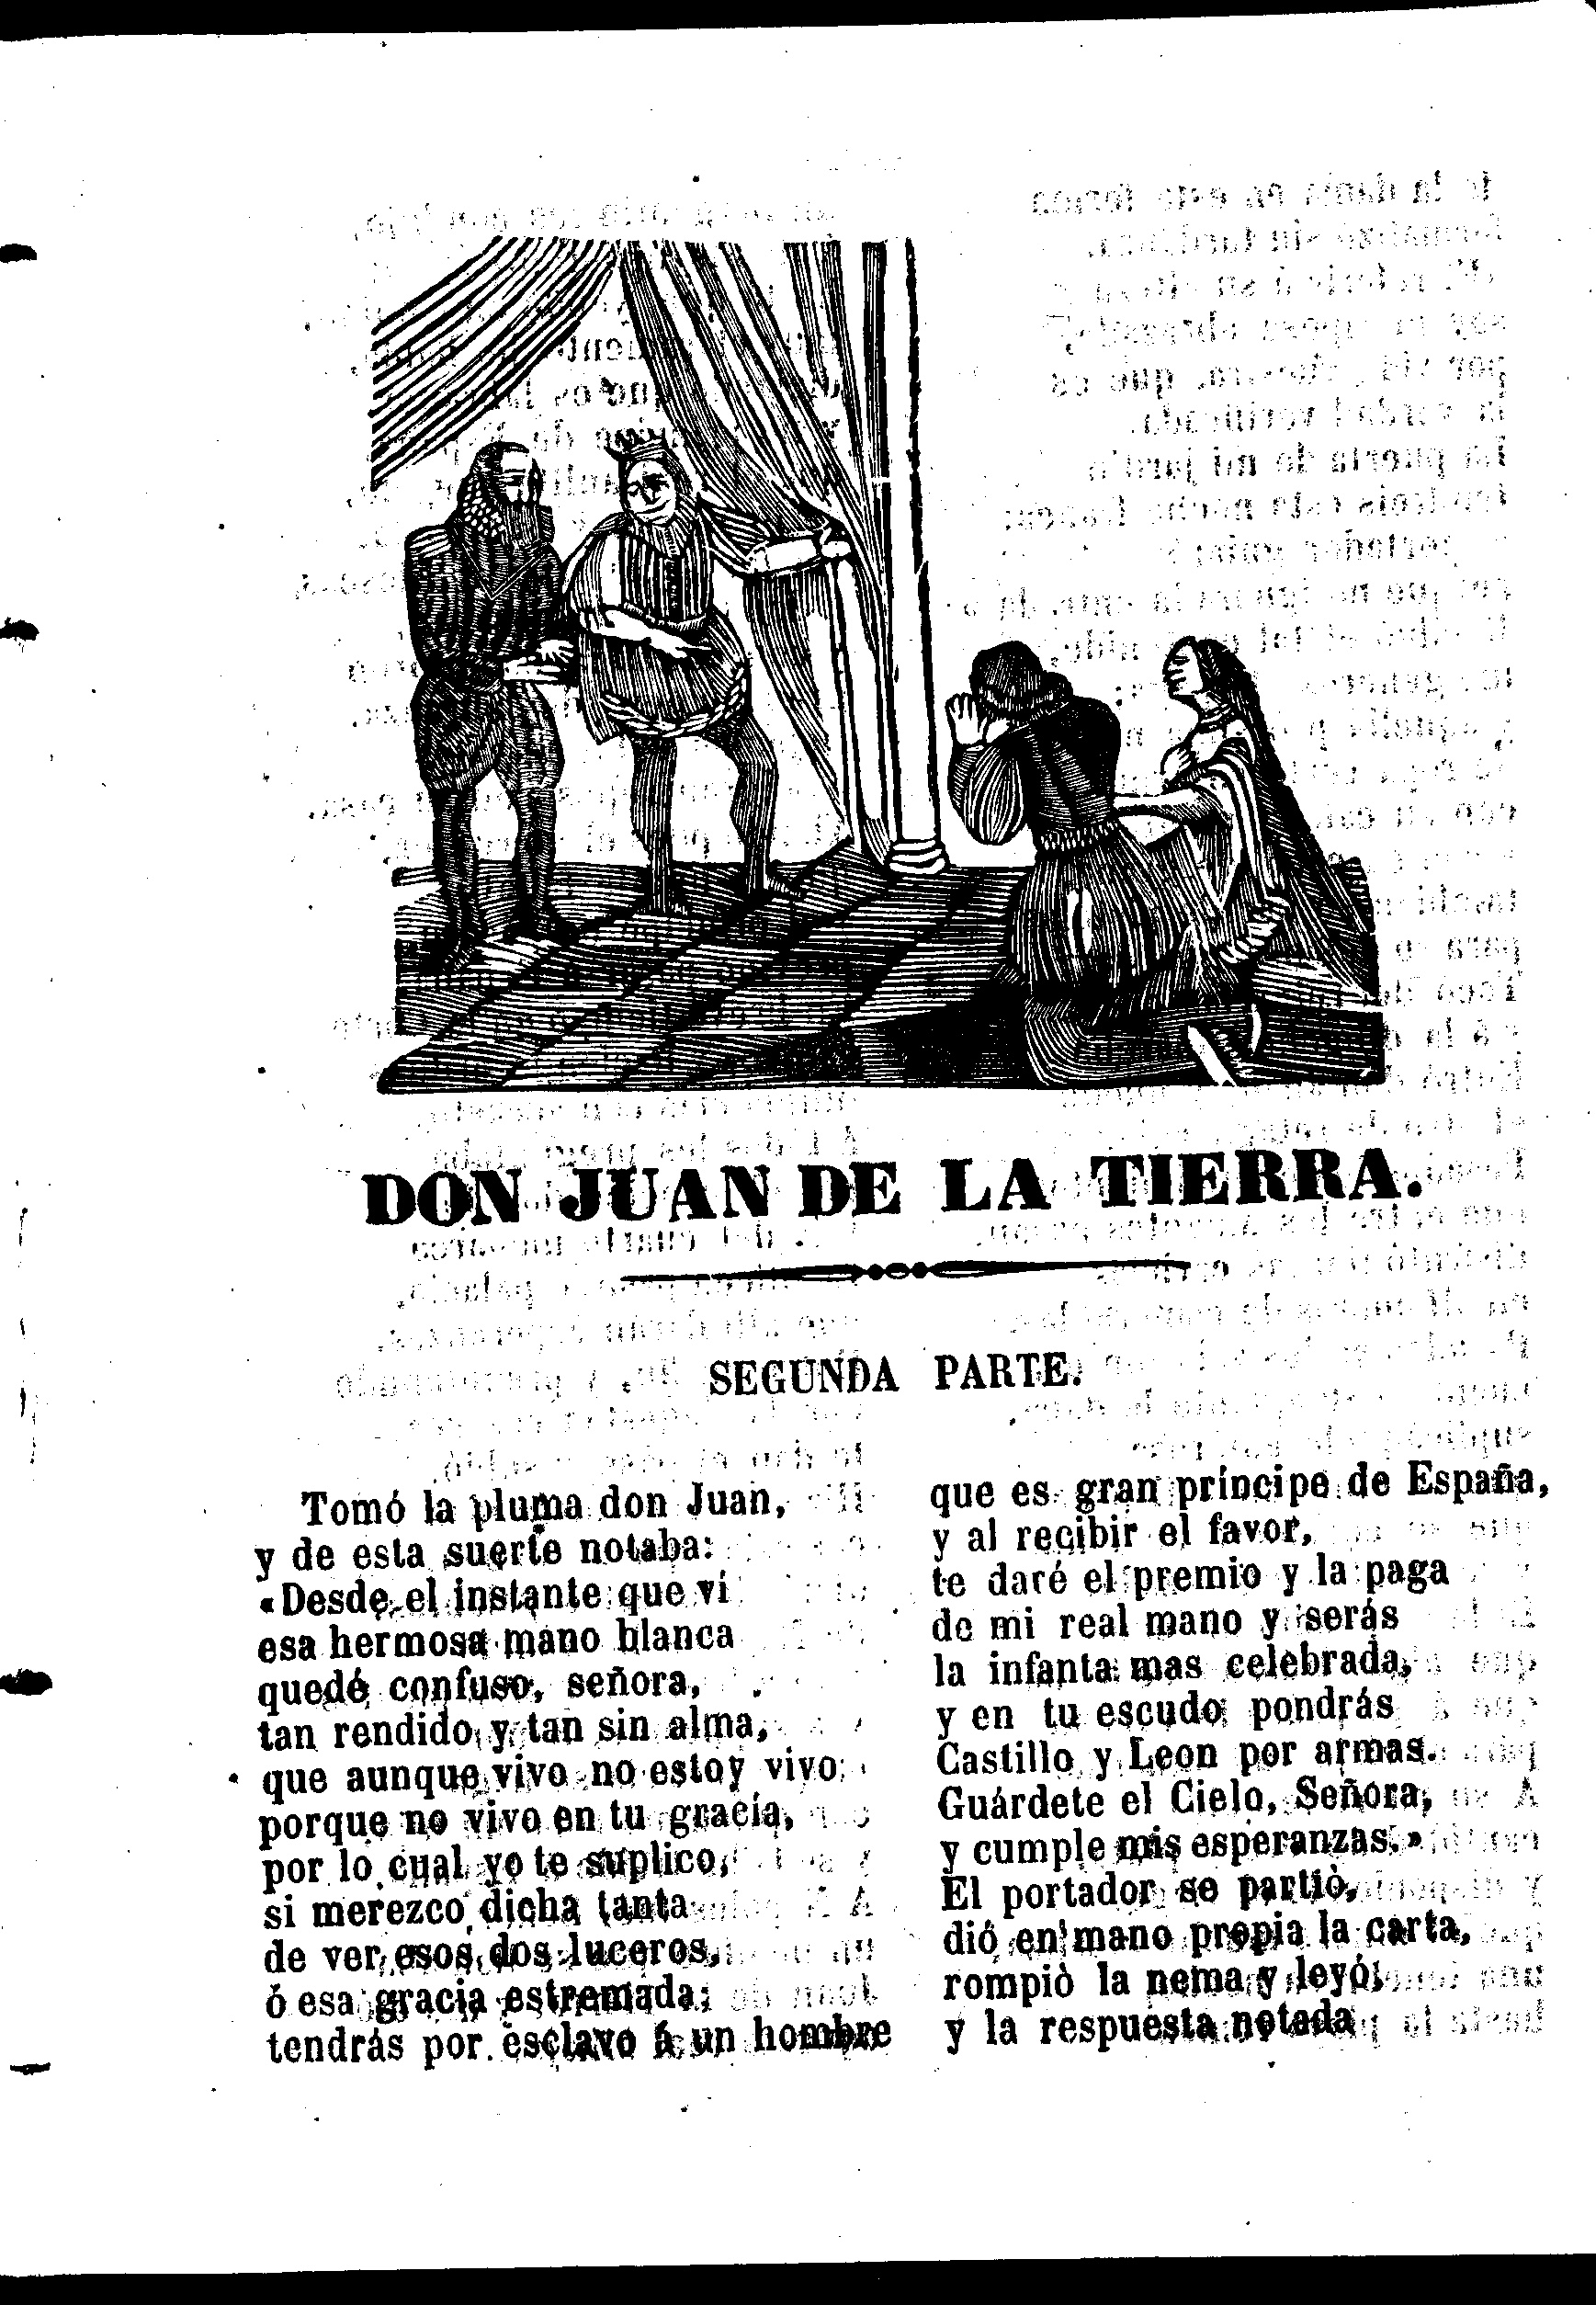 DON JUAN DE LA TIERRA.
SEGUNDA PARTE.
Tomó la pluma don Juan,
y de esta suerte notaba:
«Desde el instante que ví
esa hermosa mano blanca
quedé confuso, señora,
tan rendido y tan sin alma,
que aunque vivo no estoy vivo
porque no vivo en tu gracía,
por lo cual yo te suplico,
si merezco dicha tanta
de ver esos dos luceros,
ó esa gracia estremada;
tendrás por esclavo á un hombre
que es gran príncipe de España,
y al recibir el favor,
te daré el premio y la paga
de mi real mano y serás
la infanta mas celebrada,
y en tu escudo pondrás
Castillo y Leon por armas.
Guárdete el Cielo, Señora,
y cumple mis esperanzas.»
El portador se partiò,
dió en mano propia la carta,
rompiò la nema y leyó,
y la respuesta notada